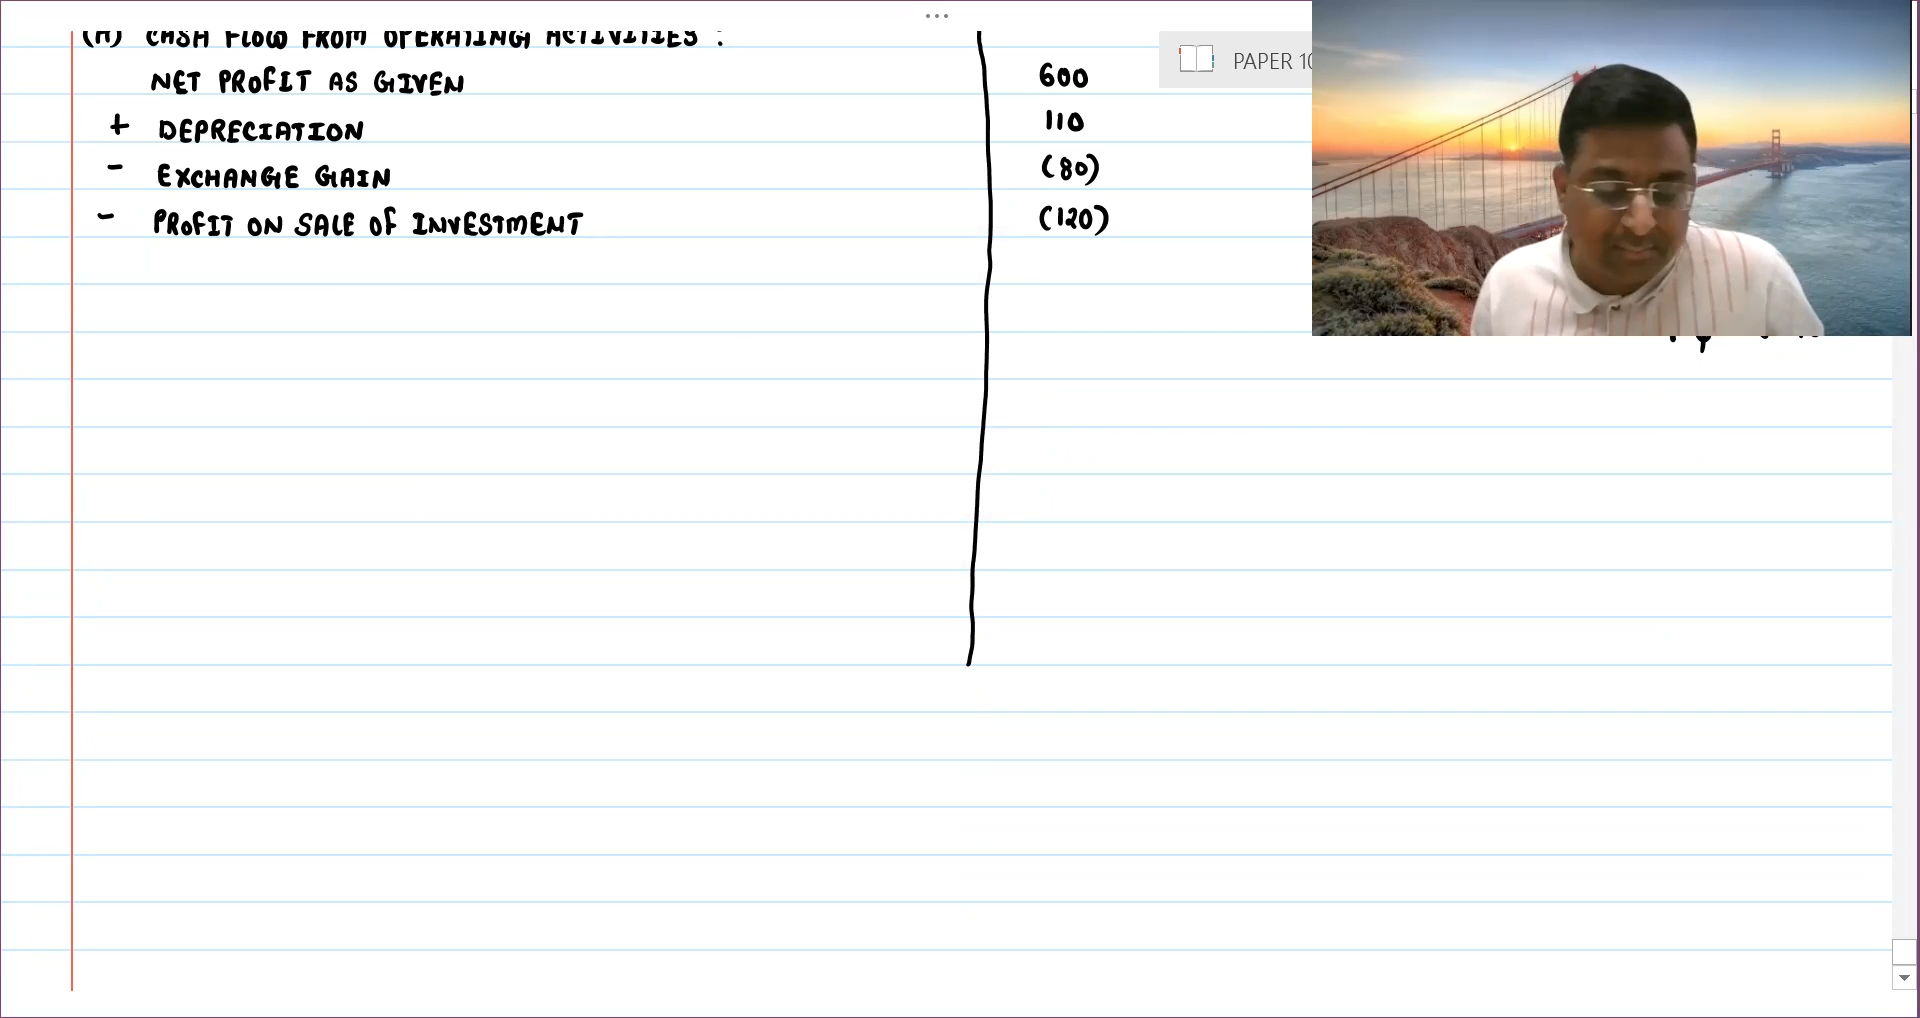 (A) CASH FLOW FROM OPERATING ACTIVITIES :
NET PROFIT AS GIVEN 600
+ DEPRECIATION 110
- EXCHANGE GAIN (80)
- PROFIT ON SALE OF INVESTMENT (120)
PAPER 10